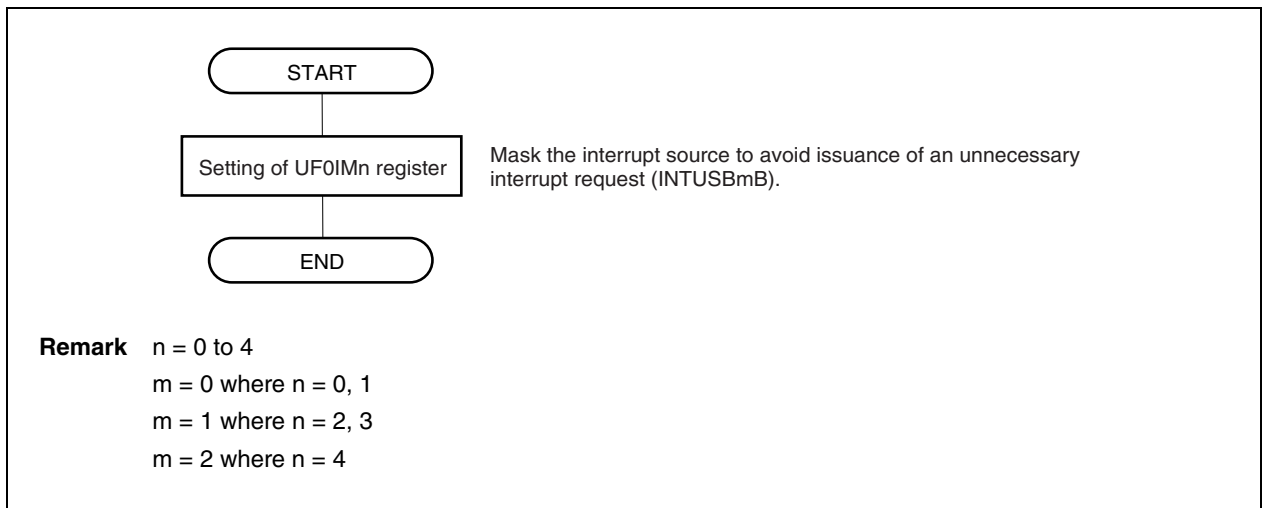 START
Setting of UF0IMn register
Mask the interrupt source to avoid issuance of an unnecessary
interrupt request (INTUSBmB).
END
Remark n = 0 to 4
m = 0 where n = 0, 1
m = 1 where n = 2, 3
m = 2 where n = 4